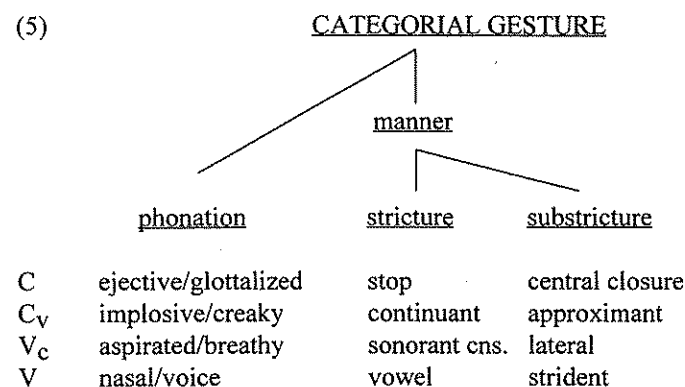 (5) CATEGORIAL GESTURE
manner
phonation stricture substricture
C ejective/glottalized stop central closure
Cv implosive/creaky continuant approximant
Vc aspirated/breathy sonorant cns. lateral
V nasal/voice vowel strident